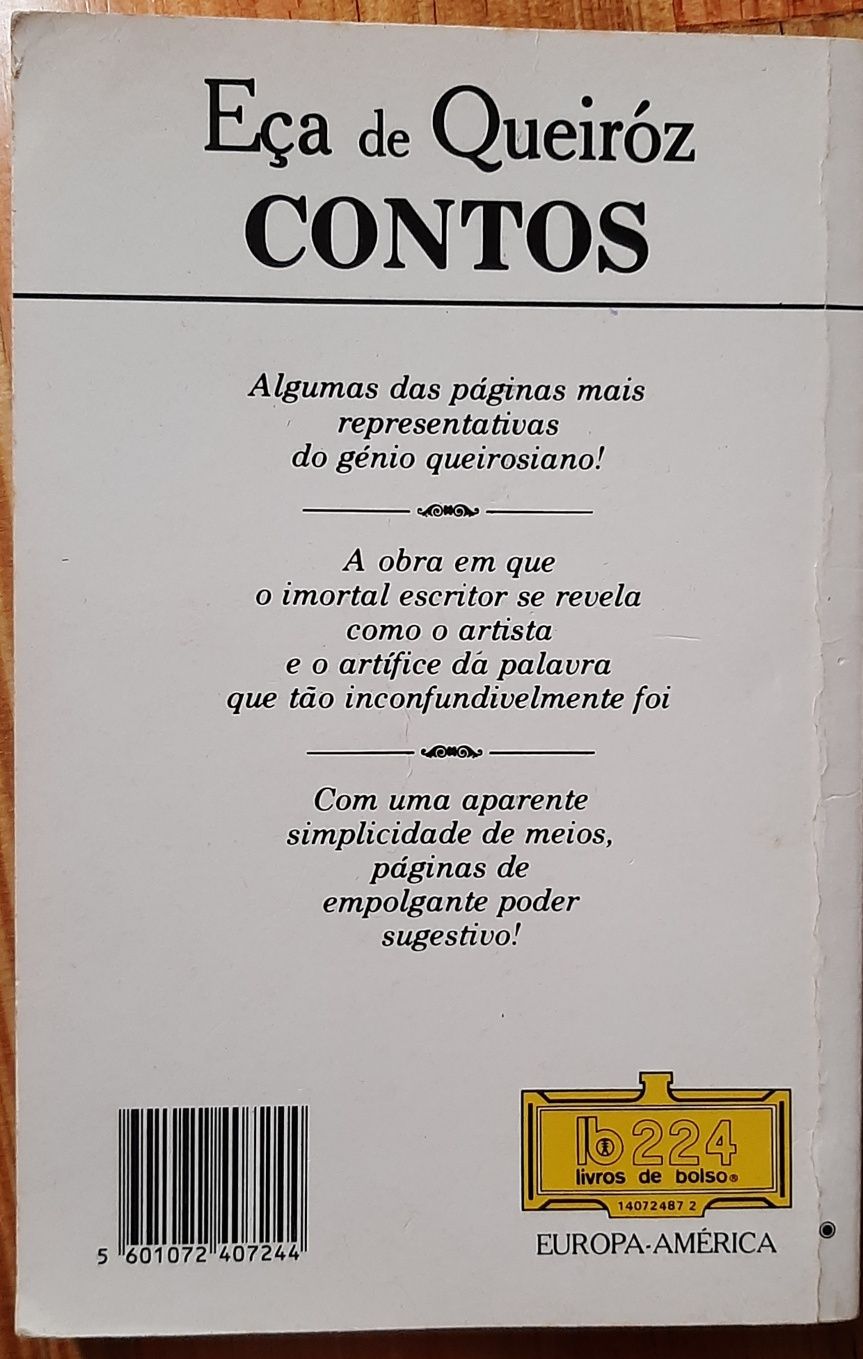 Eça de Queiróz
CONTOS
Algumas das páginas mais
representativas
do génio queirosiano!
A obra em que
o imortal escritor se revela
como o artista
e o artífice da palavra
que tão inconfundivelmente foi
Com uma aparente
simplicidade de meios,
páginas de
empolgante poder
sugestivo!
lb 224
livros de bolso®
14072487 2
EUROPA-AMÉRICA
5 601072 407244